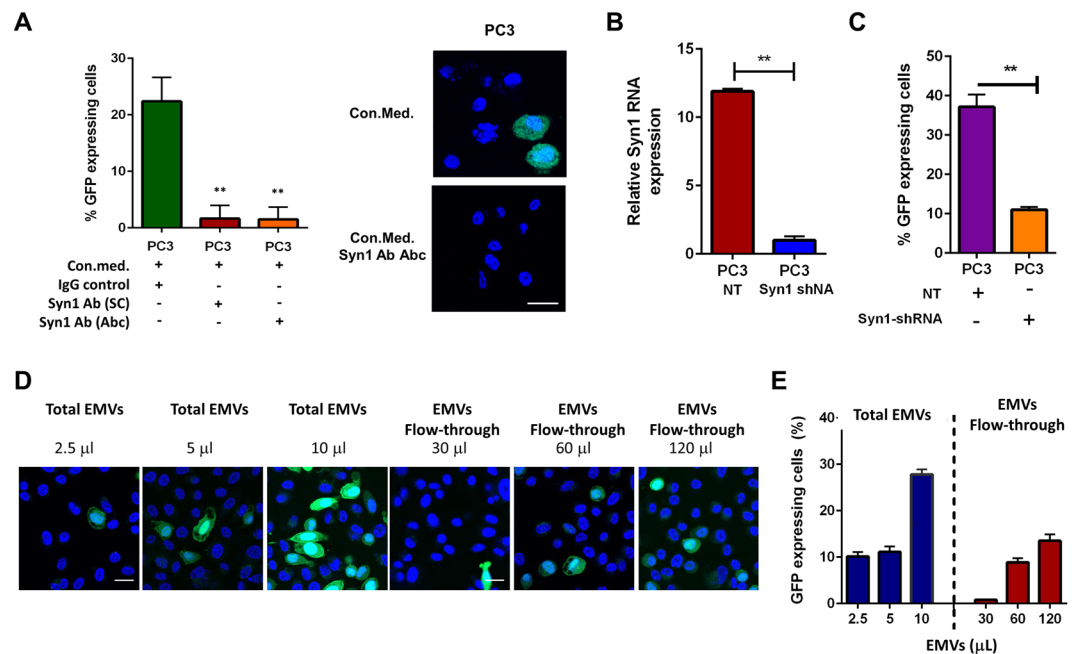 A
PC3
% GFP expressing cells
30
20
10
0
** **
PC3 PC3 PC3
Con.med. + + +
IgG control + - -
Syn1 Ab (SC) - + -
Syn1 Ab (Abc) - - +
Con.Med.
Con.Med.
Syn1 Ab Abc
B
Relative Syn1 RNA
expression
15
12
9
6
3
0
**
PC3 PC3
NT Syn1 shNA
C
% GFP expressing cells
50
40
30
20
10
0
**
PC3 PC3
NT + -
Syn1-shRNA - +
D
Total EMVs Total EMVs Total EMVs EMVs EMVs EMVs
Flow-through Flow-through Flow-through
2.5 µl 5 µl 10 µl 30 µl 60 µl 120 µl
E
Total EMVs EMVs
Flow-through
GFP expressing cells (%)
40
30
20
10
0
2.5 5 10 30 60 120
EMVs (µL)